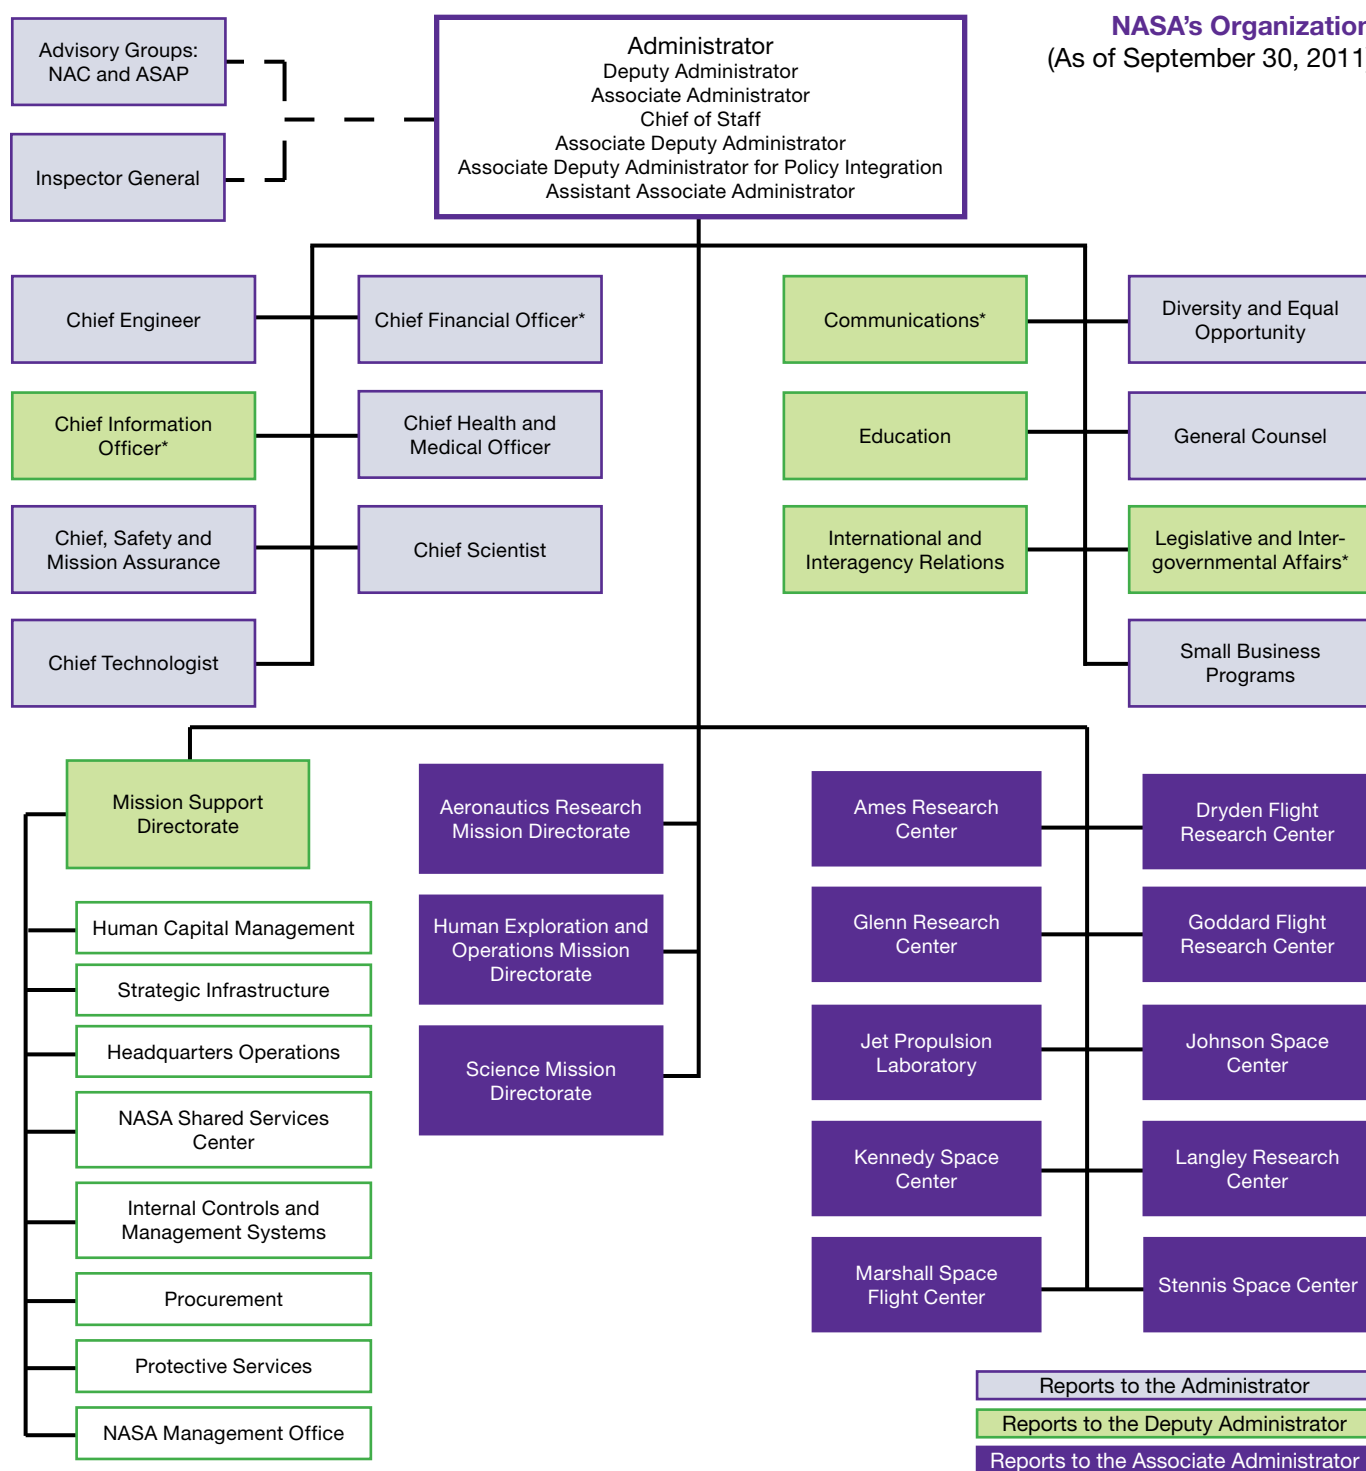 NASA's Organization
(As of September 30, 2011
Advisory Groups:
NAC and ASAP
Inspector General
Administrator
Deputy Administrator
Associate Administrator
Chief of Staff
Associate Deputy Administrator
Associate Deputy Administrator for Policy Integration
Assistant Associate Administrator
Chief Engineer
Chief Financial Officer*
Chief Information
Officer*
Chief Health and
Medical Officer
Chief, Safety and
Mission Assurance
Chief Scientist
Chief Technologist
Communications*
Diversity and Equal
Opportunity
Education
General Counsel
International and
Interagency Relations
Legislative and Inter-
governmental Affairs*
Small Business
Programs
Mission Support
Directorate
Human Capital Management
Strategic Infrastructure
Headquarters Operations
NASA Shared Services
Center
Internal Controls and
Management Systems
Procurement
Protective Services
NASA Management Office
Aeronautics Research
Mission Directorate
Human Exploration and
Operations Mission
Directorate
Science Mission
Directorate
Ames Research
Center
Dryden Flight
Research Center
Glenn Research
Center
Goddard Flight
Research Center
Jet Propulsion
Laboratory
Johnson Space
Center
Kennedy Space
Center
Langley Research
Center
Marshall Space
Flight Center
Stennis Space Center
Reports to the Administrator
Reports to the Deputy Administrator
Reports to the Associate Administrator